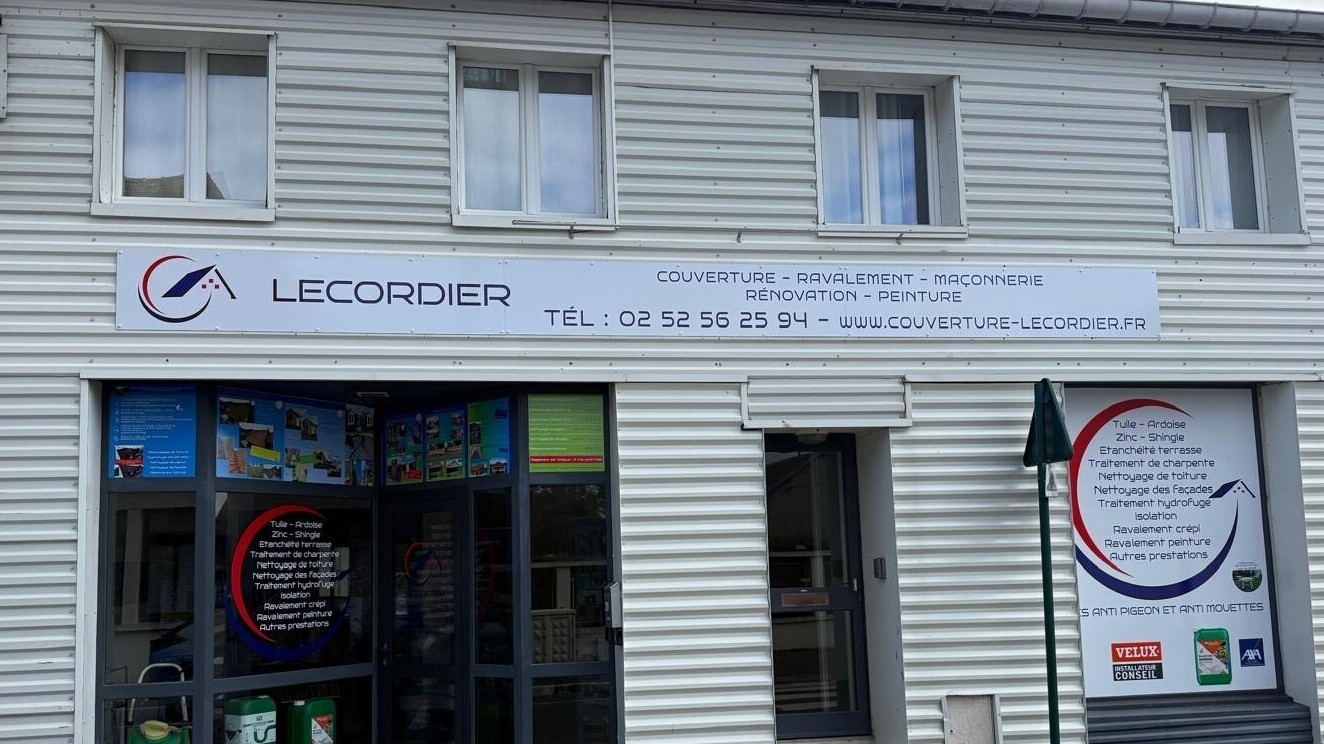 LECORDIER
COUVERTURE - RAVALEMENT - MAÇONNERIE
RÉNOVATION - PEINTURE
TÉL : 02 52 56 25 94 - WWW.COUVERTURE-LECORDIER.FR
Tuile - Ardoise
Zinc - Shingle
Etanchéité terrasse
Traitement de charpente
Nettoyage de toiture
Nettoyage des façades
Traitement hydrofuge
Isolation
Ravalement crépi
Ravalement peinture
Autres prestations
Tuile - Ardoise
Zinc - Shingle
Etanchéité terrasse
Traitement de charpente
Nettoyage de toiture
Nettoyage des façades
Traitement hydrofuge
Isolation
Ravalement crépi
Ravalement peinture
Autres prestations
S ANTI PIGEON ET ANTI MOUETTES
VELUX
INSTALLATEUR
CONSEIL
AXA